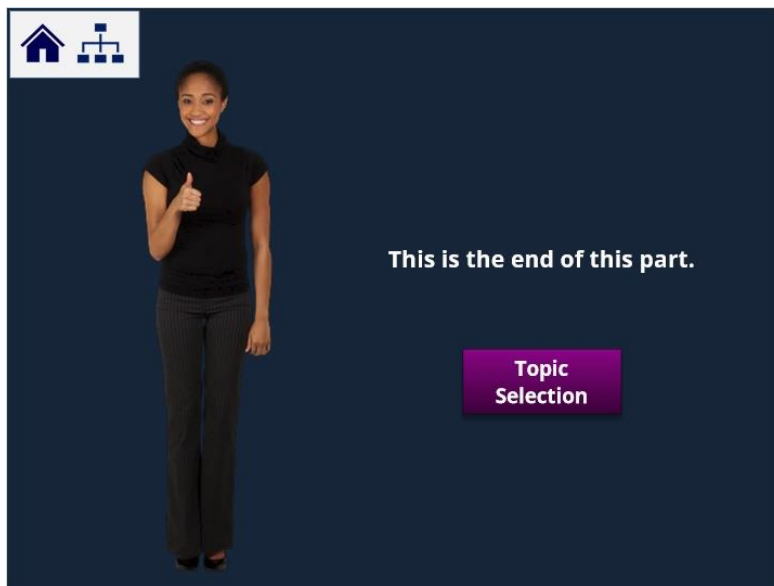 This is the end of this part.
Topic
Selection